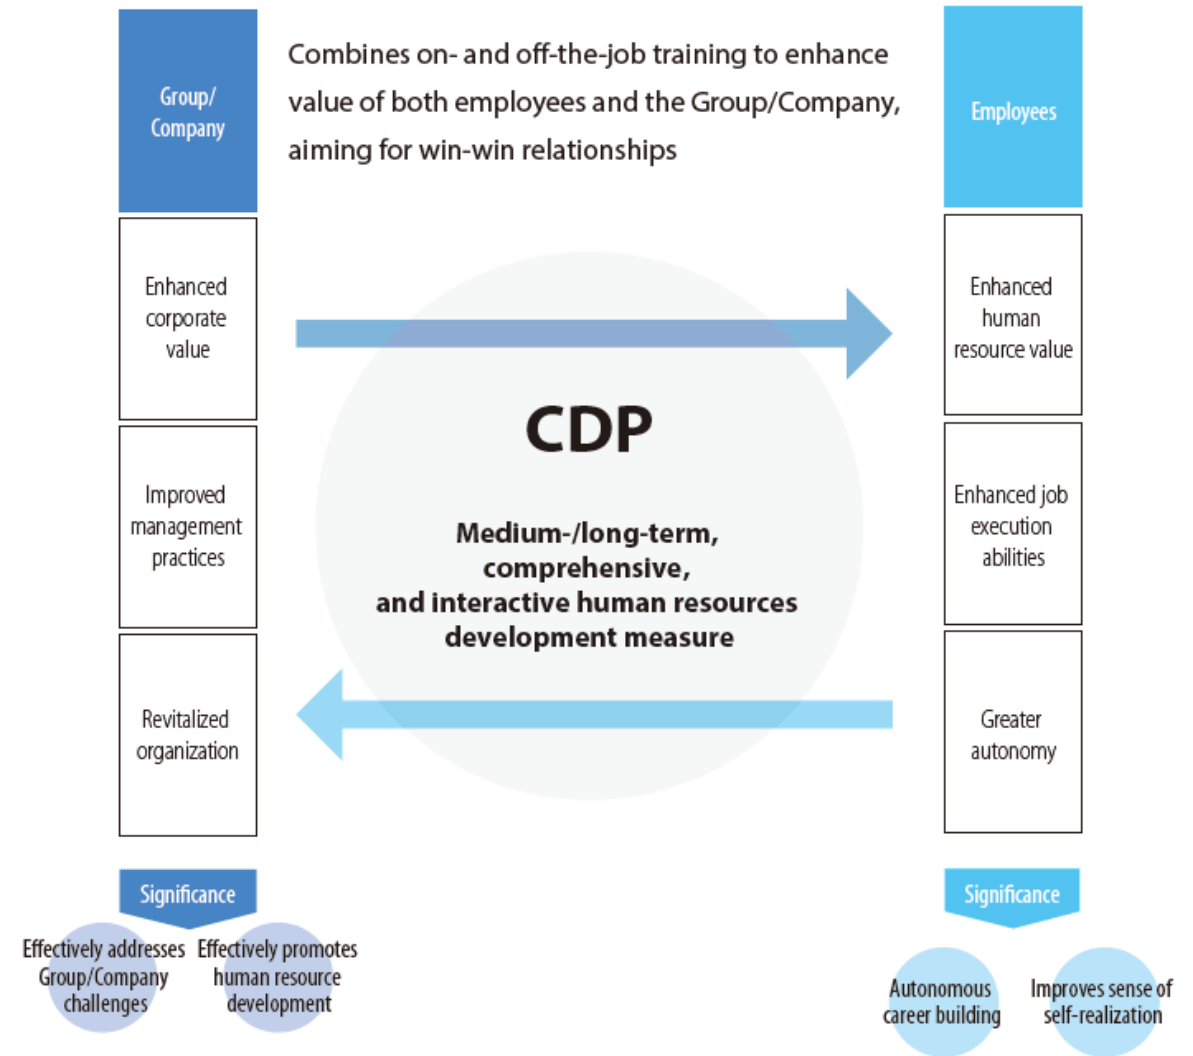 Group/
Company
Combines on- and off-the-job training to enhance
value of both employees and the Group/Company,
aiming for win-win relationships
Employees
Enhanced
corporate
value
Improved
management
practices
Revitalized
organization
CDP
Medium-/long-term,
comprehensive,
and interactive human resources
development measure
Enhanced
human
resource value
Enhanced job
execution
abilities
Greater
autonomy
Significance
Effectively addresses
Group/Company
challenges
Effectively promotes
human resource
development
Significance
Autonomous
career building
Improves sense of
self-realization